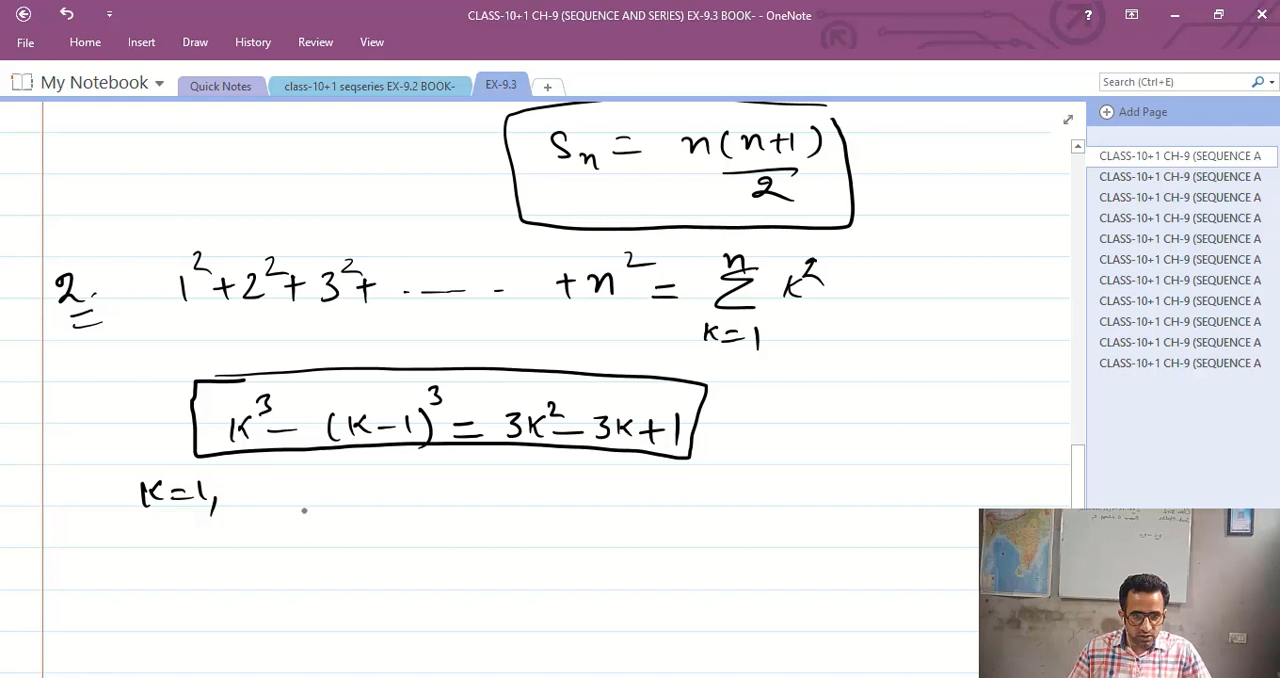 CLASS-10+1 CH-9 (SEQUENCE AND SERIES) EX-9.3 BOOK- - OneNote
?
File Home Insert Draw History Review View
My Notebook Quick Notes class-10+1 seqseries EX-9.2 BOOK- EX-9.3 +
Search (Ctrl+E)
Add Page
CLASS-10+1 CH-9 (SEQUENCE A
CLASS-10+1 CH-9 (SEQUENCE A
CLASS-10+1 CH-9 (SEQUENCE A
CLASS-10+1 CH-9 (SEQUENCE A
CLASS-10+1 CH-9 (SEQUENCE A
CLASS-10+1 CH-9 (SEQUENCE A
CLASS-10+1 CH-9 (SEQUENCE A
CLASS-10+1 CH-9 (SEQUENCE A
CLASS-10+1 CH-9 (SEQUENCE A
CLASS-10+1 CH-9 (SEQUENCE A
CLASS-10+1 CH-9 (SEQUENCE A
Sₙ = n(n+1)/2
2. 1² + 2² + 3² + ...... + n² = ∑ₖ₌₁ⁿ K²
K³ - (K-1)³ = 3K² - 3K + 1
K=1,